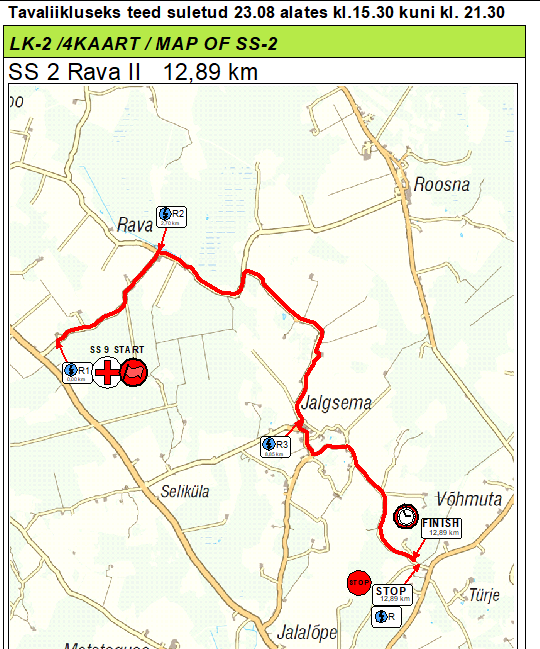 Tavaliikluseks teed suletud 23.08 alates kl.15.30 kuni kl. 21.30
LK-2 /4KAART / MAP OF SS-2
SS 2 Rava II 12,89 km
Roosna
R2
Rava
SS 9 START
R1
0,00 km
Jalgsema
R3
Seliküla
Võhmuta
FINISH
12,89 km
STOP
STOP
12,89 km
Türje
R
Jalalõpe